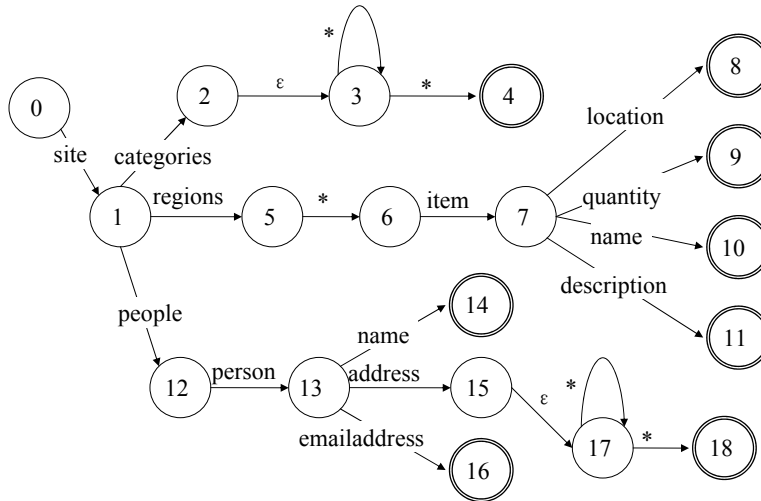 0
site
1
categories
2
ε
*
3
*
4
regions
5
*
6
item
7
location
8
quantity
9
name
10
description
11
people
12
person
13
name
14
address
15
emailaddress
16
ε
*
17
*
18